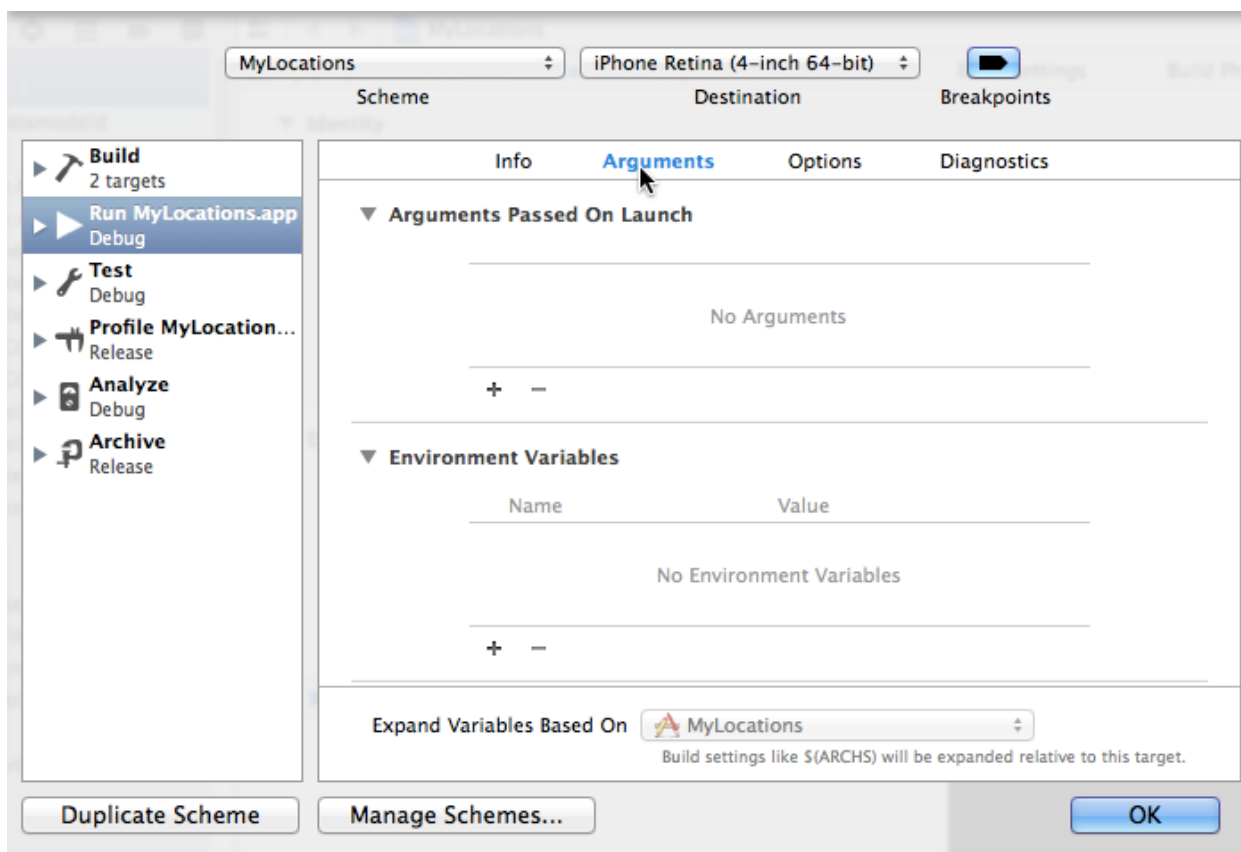 MyLocations
MyLocations
iPhone Retina (4-inch 64-bit)
Scheme
Destination
Breakpoints
Identity
Build
2 targets
Run MyLocations.app
Debug
Test
Debug
Profile MyLocation...
Release
Analyze
Debug
Archive
Release
Info
Arguments
Options
Diagnostics
Arguments Passed On Launch
No Arguments
+ −
Environment Variables
Name
Value
No Environment Variables
+ −
Expand Variables Based On
MyLocations
Build settings like $(ARCHS) will be expanded relative to this target.
Duplicate Scheme
Manage Schemes...
OK